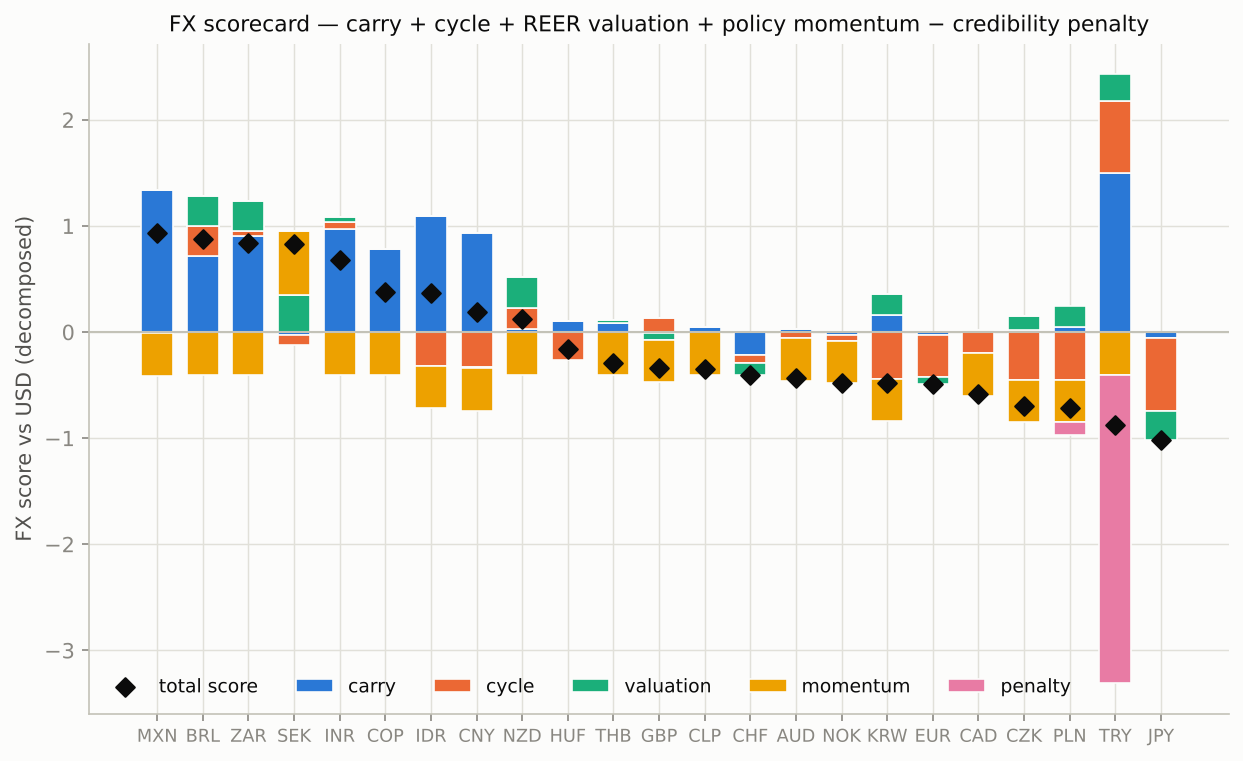 FX scorecard — carry + cycle + REER valuation + policy momentum − credibility penalty
FX score vs USD (decomposed)
2
1
0
−1
−2
−3
total score
carry
cycle
valuation
momentum
penalty
MXN BRL ZAR SEK INR COP IDR CNY NZD HUF THB GBP CLP CHF AUD NOK KRW EUR CAD CZK PLN TRY JPY